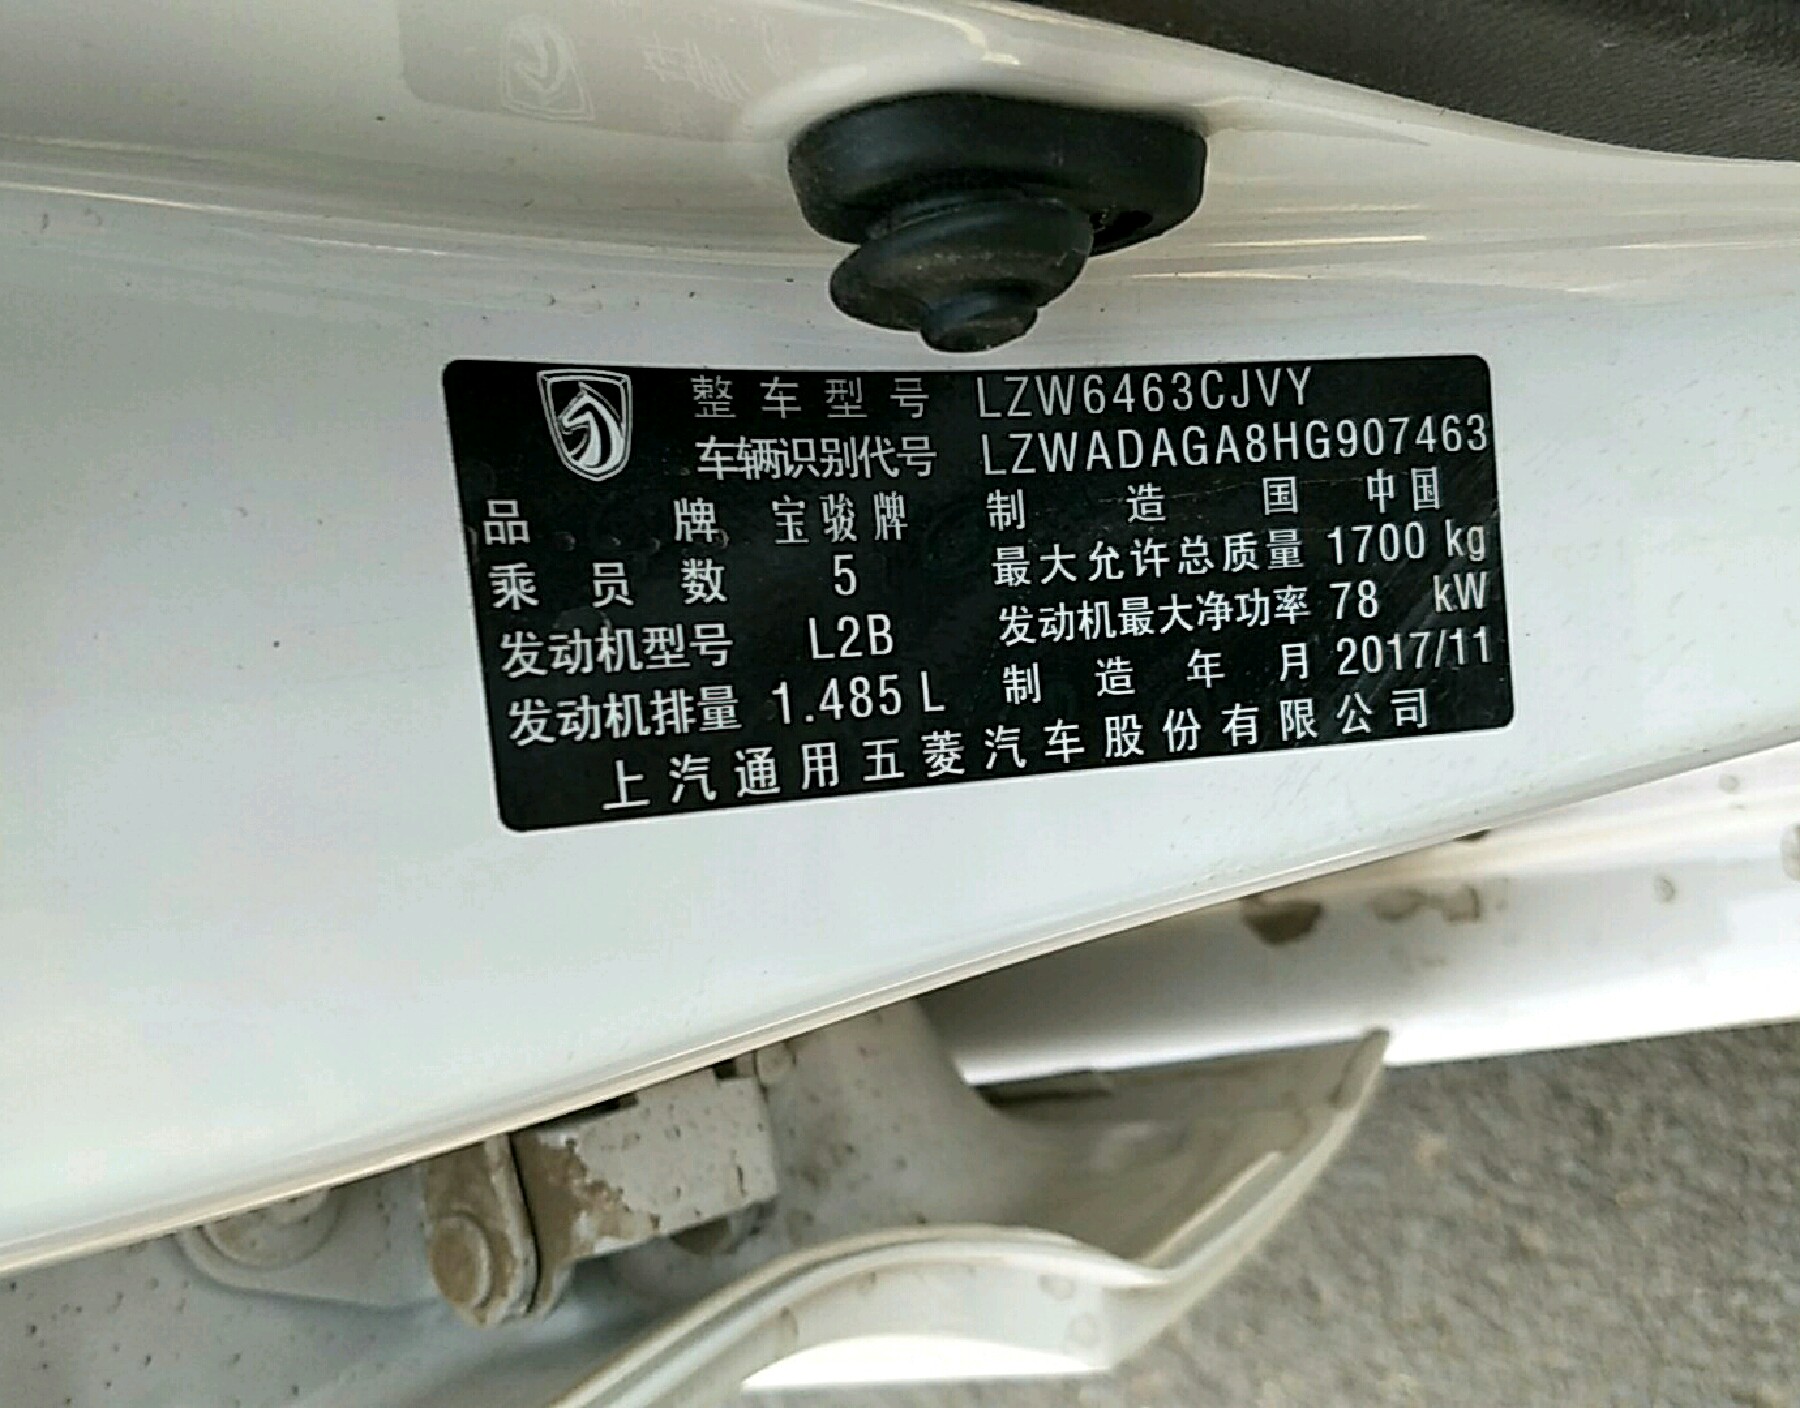 整车型号 LZW6463CJVY
车辆识别代号 LZWADAGA8HG907463
品牌 宝骏牌 制造国 中国
乘员数 5 最大允许总质量 1700 kg
发动机型号 L2B 发动机最大净功率 78 kW
发动机排量 1.485 L 制造年月 2017/11
上汽通用五菱汽车股份有限公司